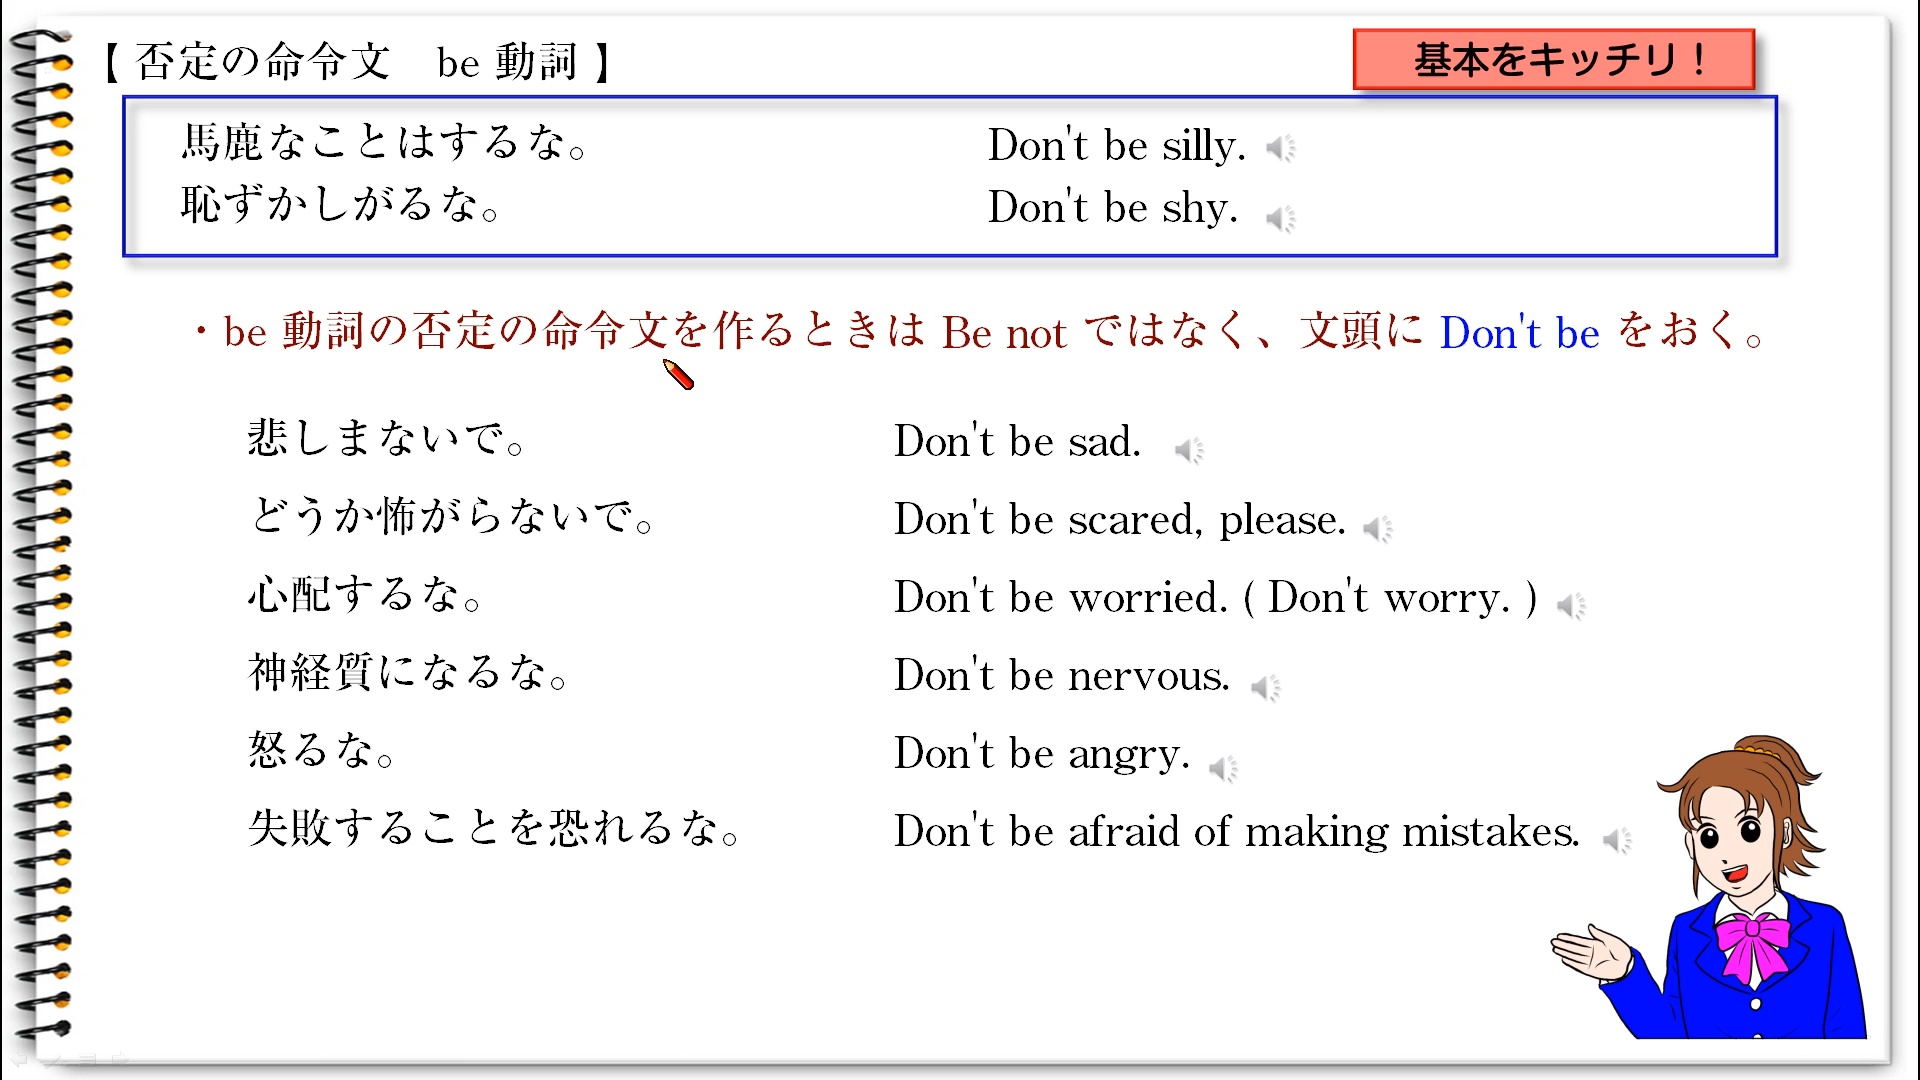 【 否定の命令文　be 動詞 】
基本をキッチリ！
馬鹿なことはするな。 Don't be silly.
恥ずかしがるな。 Don't be shy.
・be 動詞の否定の命令文を作るときは Be not ではなく、文頭に Don't be をおく。
悲しまないで。 Don't be sad.
どうか怖がらないで。 Don't be scared, please.
心配するな。 Don't be worried. ( Don't worry. )
神経質になるな。 Don't be nervous.
怒るな。 Don't be angry.
失敗することを恐れるな。 Don't be afraid of making mistakes.